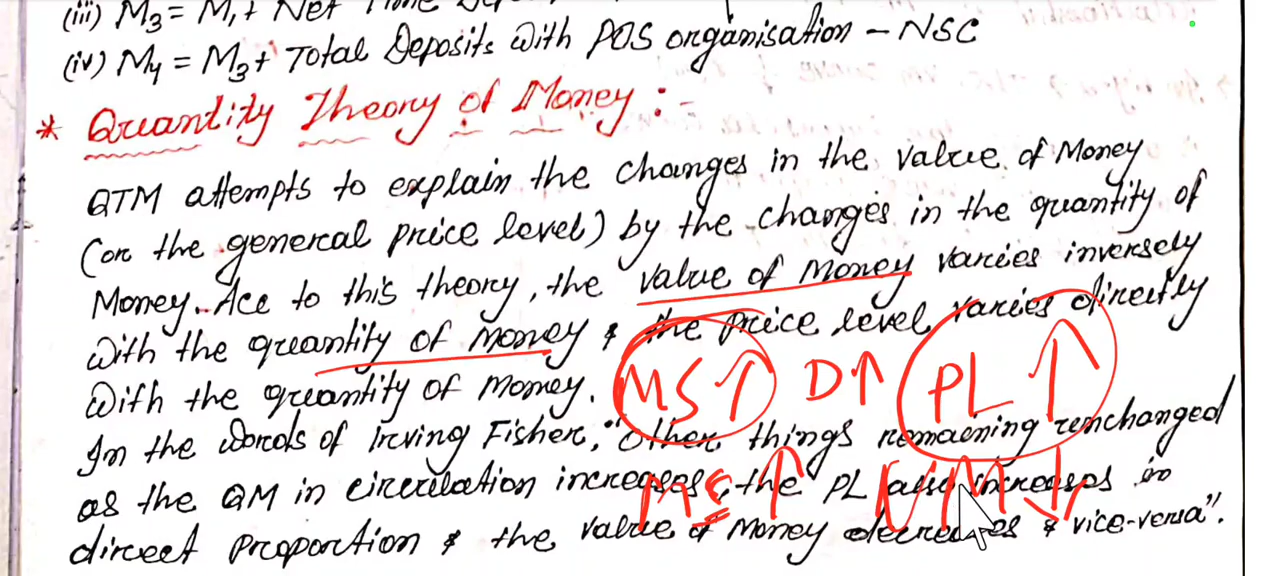 (iii) M3 = M1 + Net Time
(iv) M4 = M3 + Total Deposits with POS organisation - NSC
* Quantity Theory of Money :-
QTM attempts to explain the changes in the value of Money
(or the general price level) by the changes in the quantity of
Money. Acc to this theory, the value of Money varies inversely
with the quantity of Money & the price level varies directly
with the quantity of Money.
MS ↑ D↑ PL ↑
In the words of Irving Fisher, "Other things remaining unchanged
as the QM in circulation increases, the PL also increases in
MS ↑ VM ↓
direct proportion & the value of Money decreases & vice-versa".